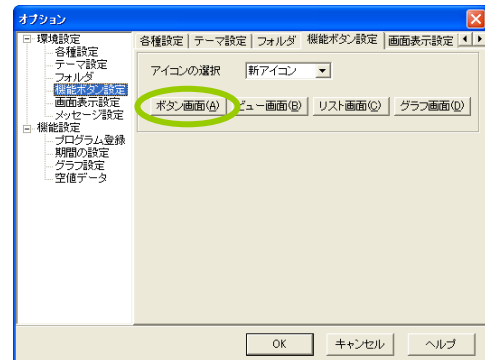 オプション
環境設定
各種設定
テーマ設定
フォルダ
機能ボタン設定
画面表示設定
メッセージ設定
機能設定
プログラム登録
期間の設定
グラフ設定
空値データ
各種設定 テーマ設定 フォルダ 機能ボタン設定 画面表示設定
アイコンの選択 新アイコン
ボタン画面(A) ビュー画面(B) リスト画面(C) グラフ画面(D)
OK キャンセル ヘルプ